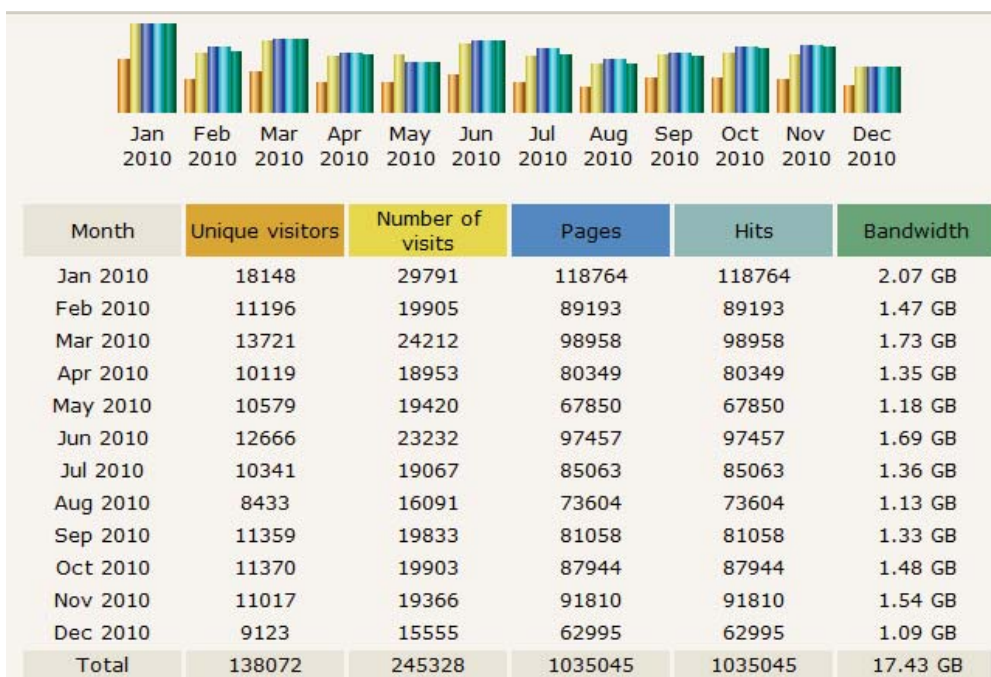 Jan Feb Mar Apr May Jun Jul Aug Sep Oct Nov Dec
2010 2010 2010 2010 2010 2010 2010 2010 2010 2010 2010 2010
Month Unique visitors Number of visits Pages Hits Bandwidth
Jan 2010 18148 29791 118764 118764 2.07 GB
Feb 2010 11196 19905 89193 89193 1.47 GB
Mar 2010 13721 24212 98958 98958 1.73 GB
Apr 2010 10119 18953 80349 80349 1.35 GB
May 2010 10579 19420 67850 67850 1.18 GB
Jun 2010 12666 23232 97457 97457 1.69 GB
Jul 2010 10341 19067 85063 85063 1.36 GB
Aug 2010 8433 16091 73604 73604 1.13 GB
Sep 2010 11359 19833 81058 81058 1.33 GB
Oct 2010 11370 19903 87944 87944 1.48 GB
Nov 2010 11017 19366 91810 91810 1.54 GB
Dec 2010 9123 15555 62995 62995 1.09 GB
Total 138072 245328 1035045 1035045 17.43 GB